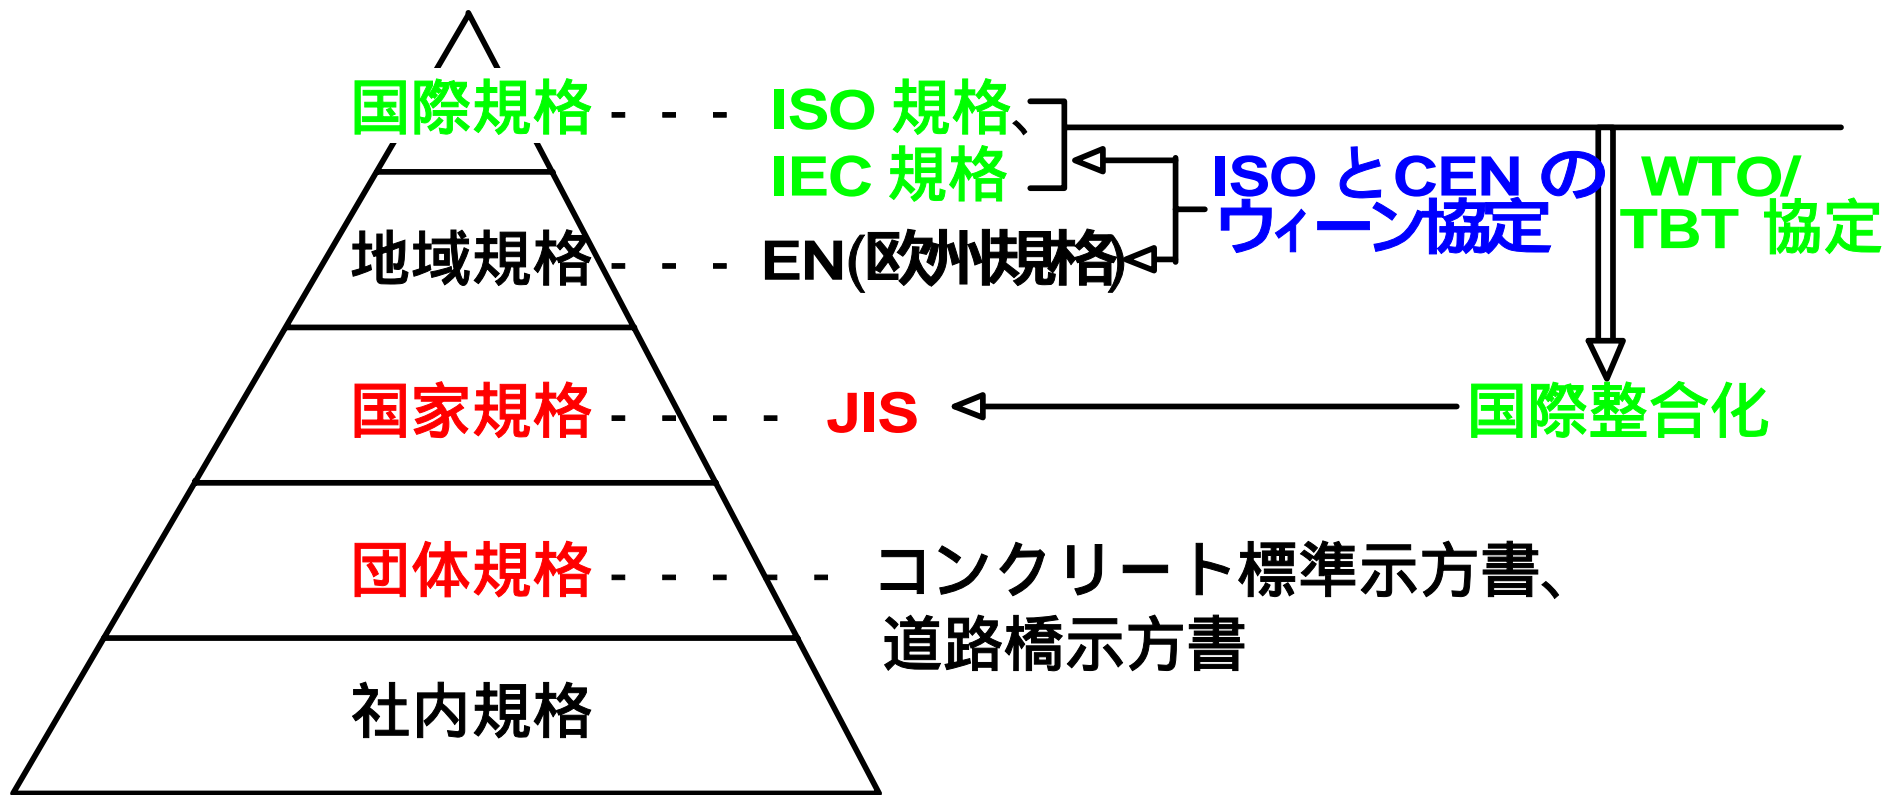 国際規格 - - - ISO 規格、
IEC 規格
ISO とCEN の
ウィーン協定
WTO/
TBT 協定
地域規格 - - - EN(欧州規格)
国家規格 - - - - JIS
国際整合化
団体規格 - - - - - コンクリート標準示方書、
道路橋示方書
社内規格